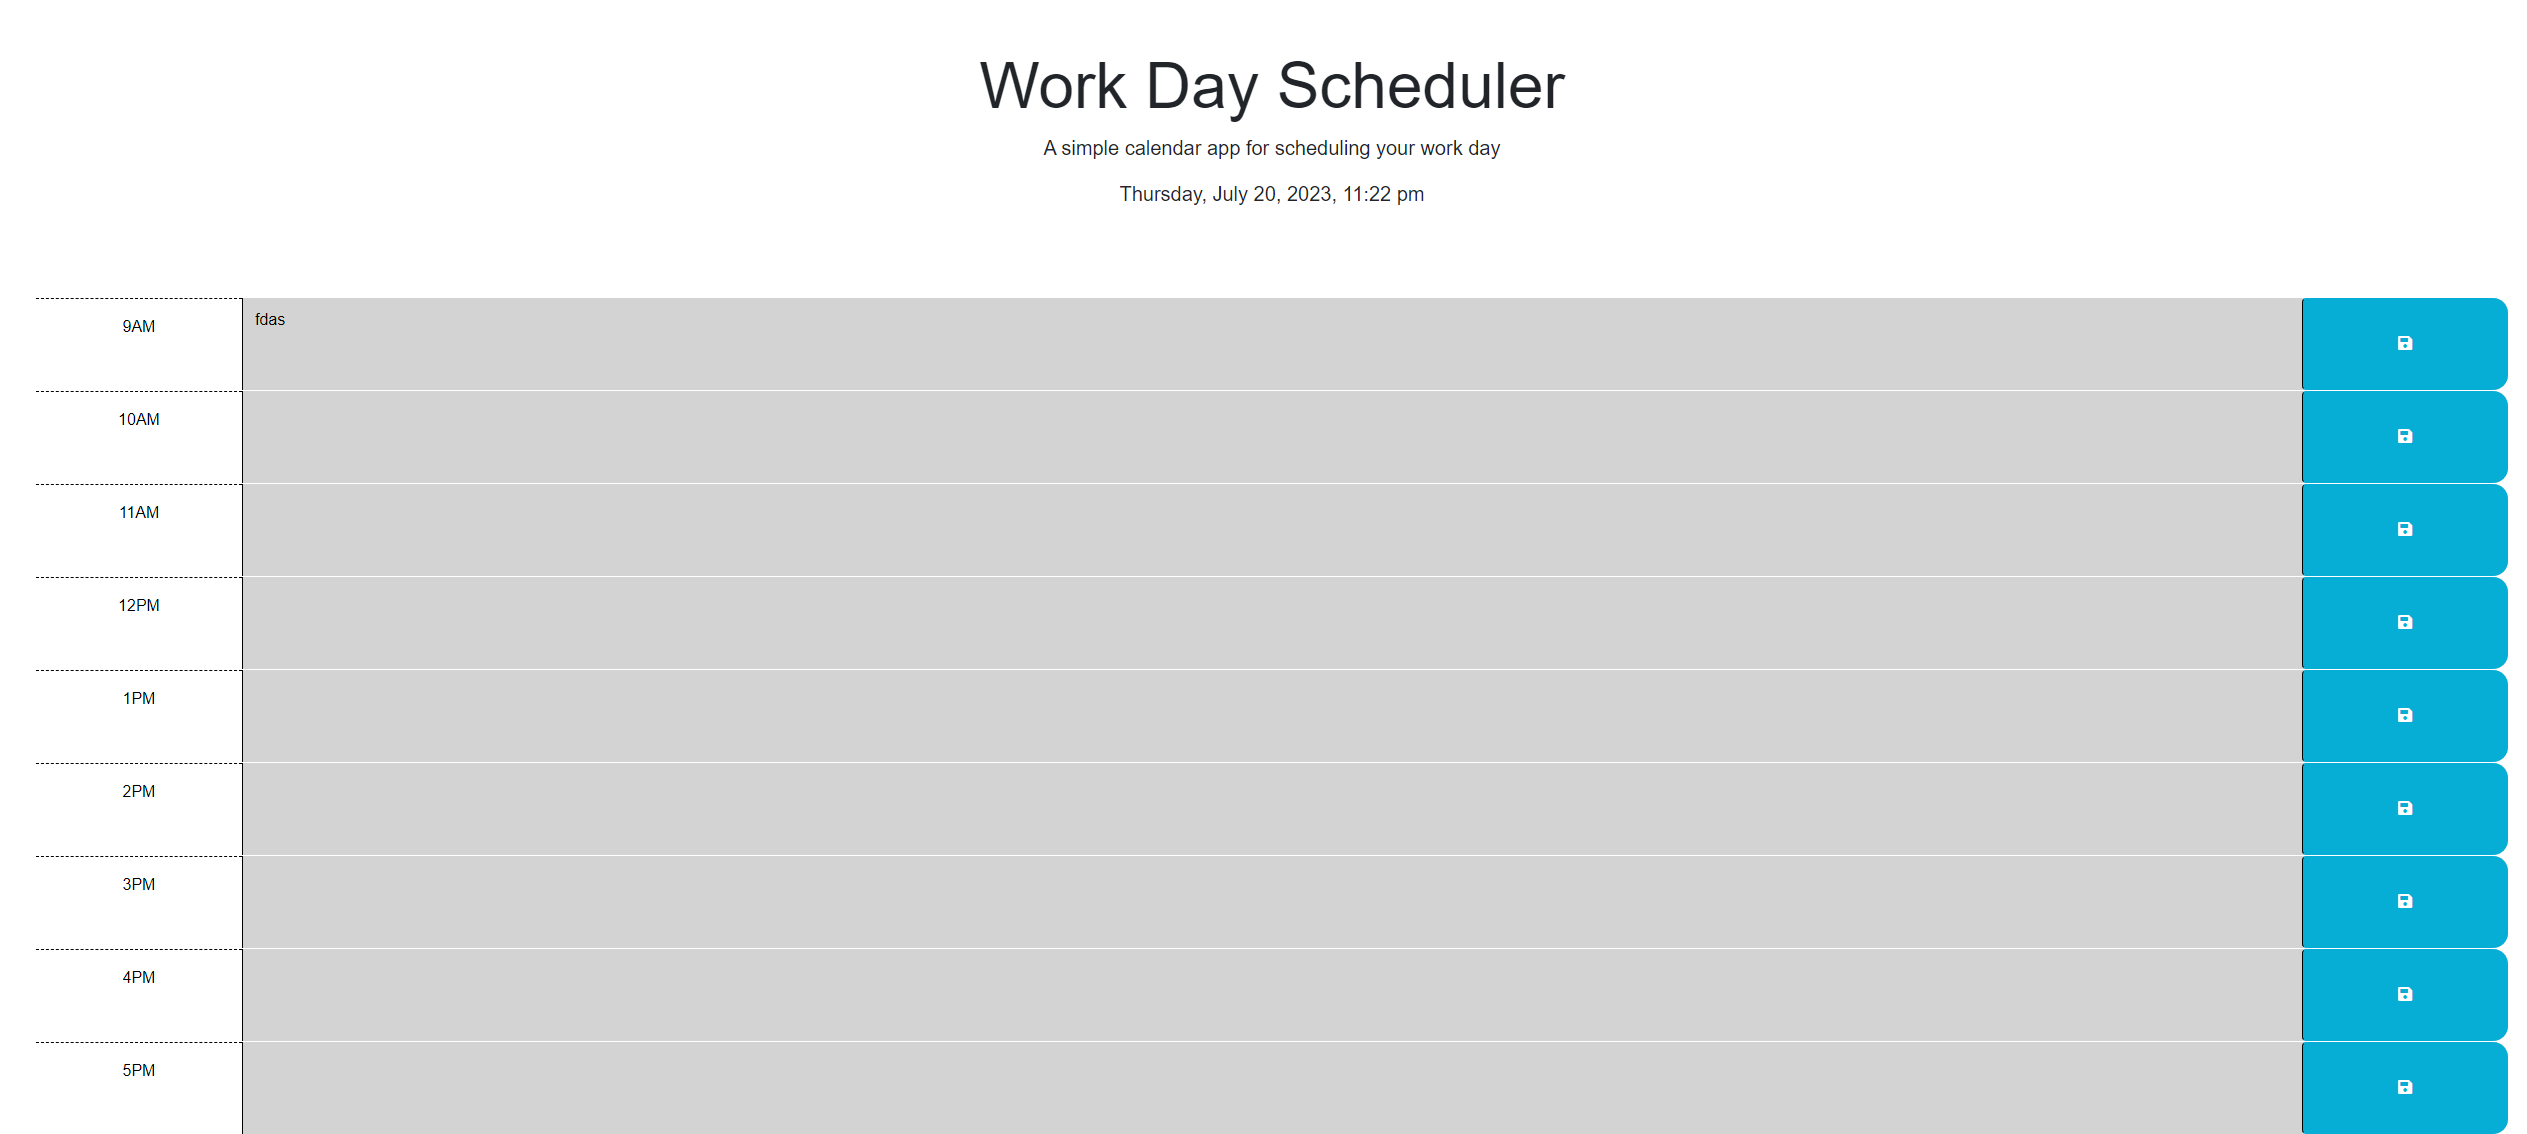 Work Day Scheduler
A simple calendar app for scheduling your work day
Thursday, July 20, 2023, 11:22 pm
9AM
fdas
10AM
11AM
12PM
1PM
2PM
3PM
4PM
5PM